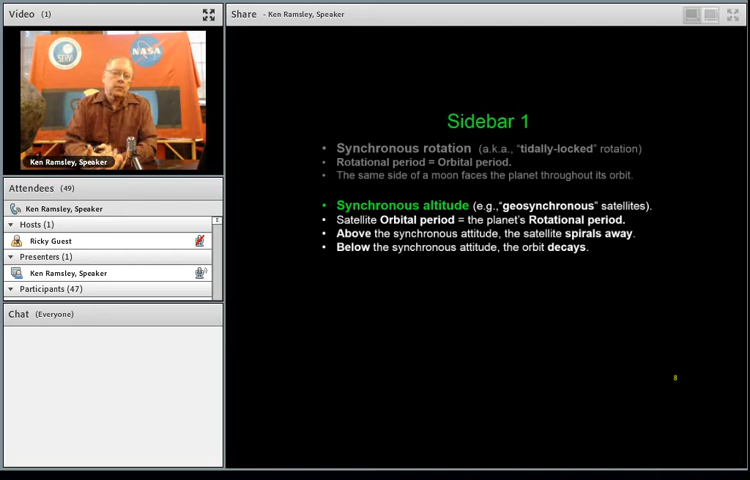 Video (1)
NASA
Ken Ramsley, Speaker
Attendees (49)
Ken Ramsley, Speaker
Hosts (1)
Ricky Guest
Presenters (1)
Ken Ramsley, Speaker
Participants (47)
Chat (Everyone)
Share - Ken Ramsley, Speaker
Sidebar 1
• Synchronous rotation (a.k.a., "tidally-locked" rotation)
• Rotational period = Orbital period.
• The same side of a moon faces the planet throughout its orbit.
• Synchronous altitude (e.g.,"geosynchronous" satellites).
• Satellite Orbital period = the planet's Rotational period.
• Above the synchronous attitude, the satellite spirals away.
• Below the synchronous attitude, the orbit decays.
8